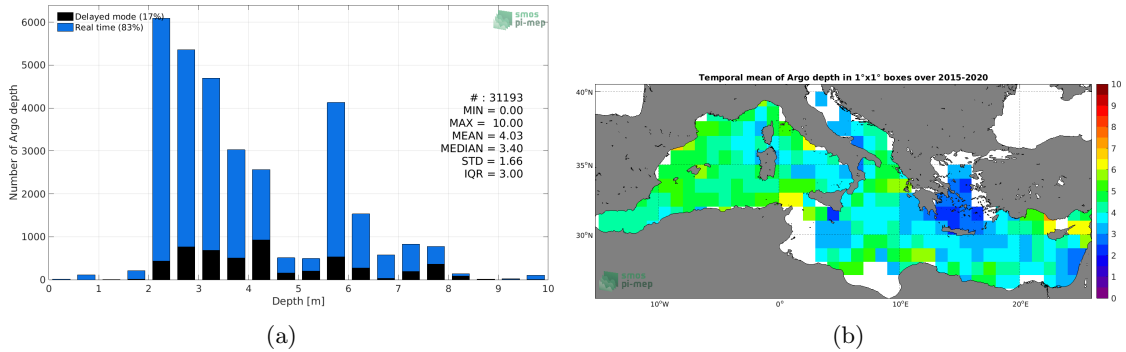 Delayed mode (17%)
Real time (83%)
smos
pi-mep
# : 31193
MIN = 0.00
MAX = 10.00
MEAN = 4.03
MEDIAN = 3.40
STD = 1.66
IQR = 3.00
Number of Argo depth
6000
5000
4000
3000
2000
1000
0
0 1 2 3 4 5 6 7 8 9 10
Depth [m]
(a)
Temporal mean of Argo depth in 1°x1° boxes over 2015-2020
40°N
35°N
30°N
10°W 0° 10°E 20°E
smos
pi-mep
10
9
8
7
6
5
4
3
2
1
0
(b)